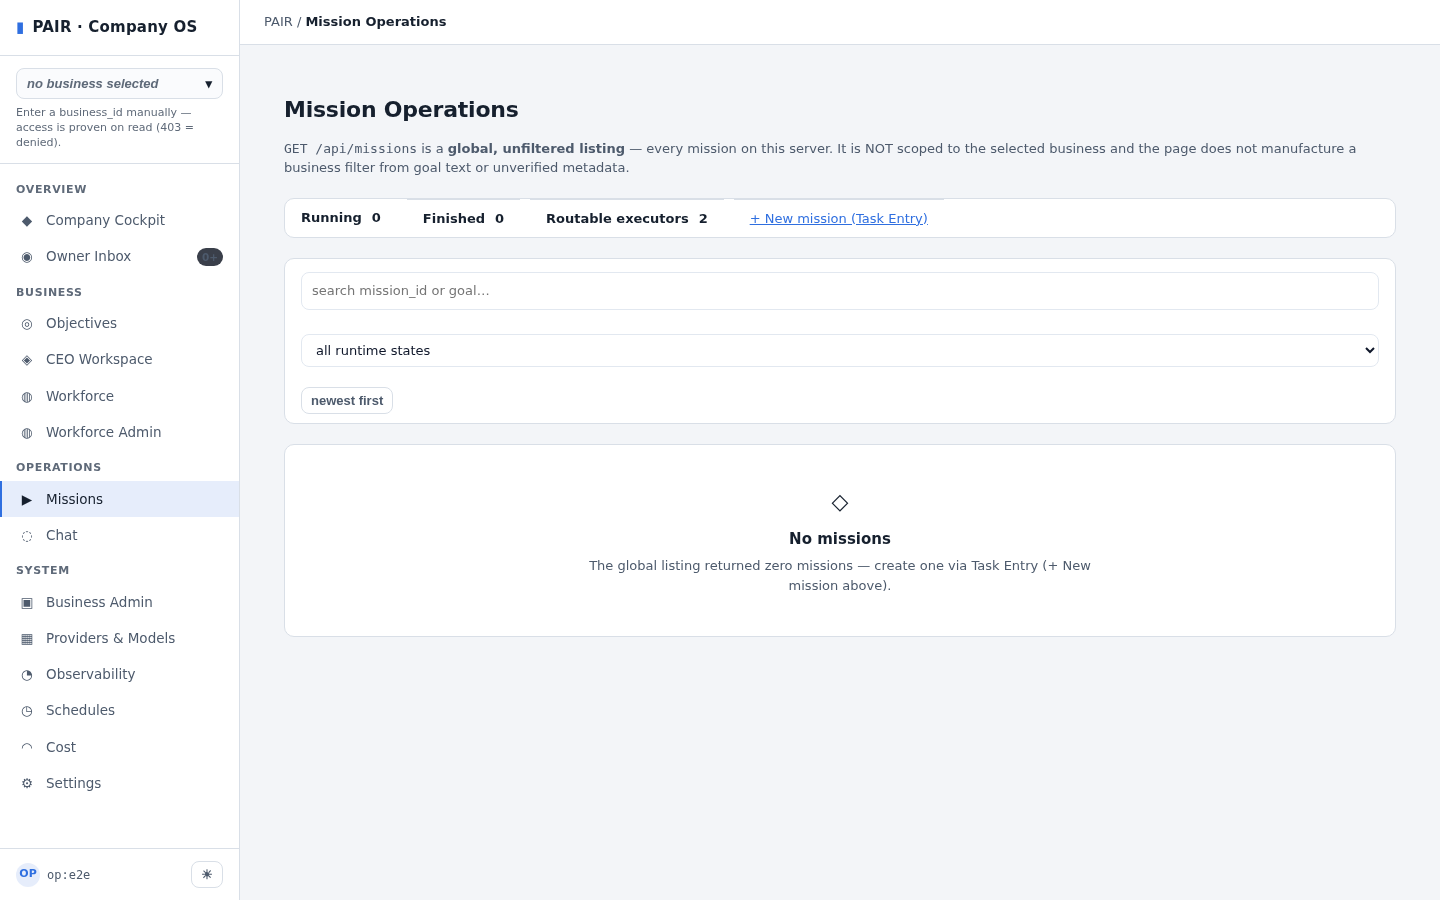 PAIR · Company OS
no business selected
Enter a business_id manually —
access is proven on read (403 =
denied).
OVERVIEW
Company Cockpit
Owner Inbox 0+
BUSINESS
Objectives
CEO Workspace
Workforce
Workforce Admin
OPERATIONS
Missions
Chat
SYSTEM
Business Admin
Providers & Models
Observability
Schedules
Cost
Settings
OP op:e2e
PAIR / Mission Operations
Mission Operations
GET /api/missions is a global, unfiltered listing — every mission on this server. It is NOT scoped to the selected business and the page does not manufacture a
business filter from goal text or unverified metadata.
Running 0 Finished 0 Routable executors 2 + New mission (Task Entry)
search mission_id or goal…
all runtime states
newest first
No missions
The global listing returned zero missions — create one via Task Entry (+ New
mission above).